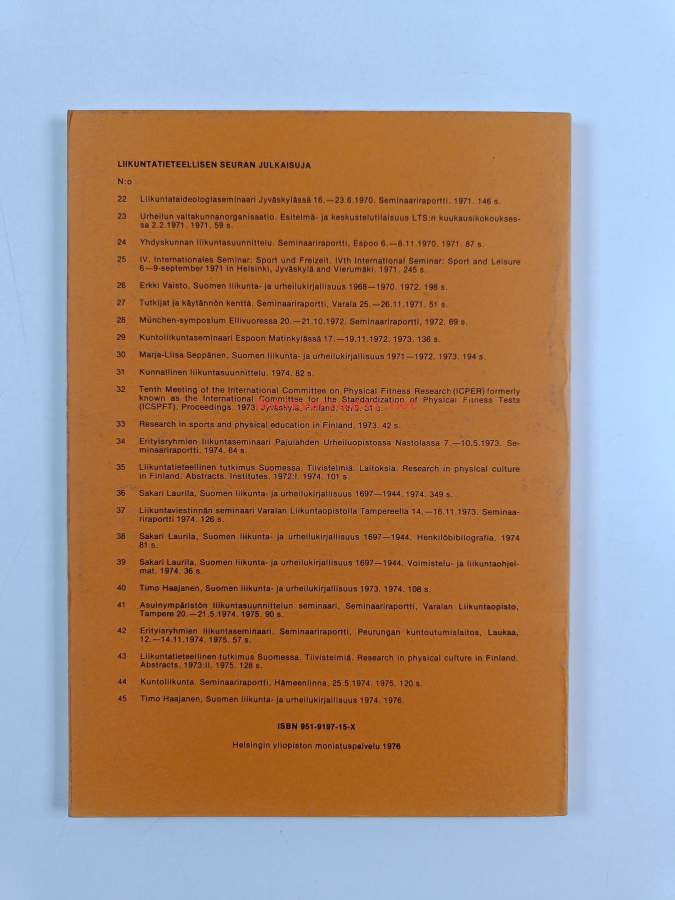 LIIKUNTATIETEELLISEN SEURAN JULKAISUJA
N:o
22 Liikuntaideologiaseminaari Jyväskylässä 16.—23.6.1970. Seminaariraportti. 1971. 146 s.
23 Urheilun valtakunnanorganisaatio. Esitelmä- ja keskustelutilaisuus LTS:n kuukausikokoukses-
sa 2.2.1971. 1971. 59 s.
24 Yhdyskunnan liikuntasuunnittelu. Seminaariraportti, Espoo 6.—8.11.1970. 1971. 87 s.
25 IV. Internationales Seminar: Sport und Freizeit. IVth International Seminar: Sport and Leisure
6—9-september 1971 in Helsinki, Jyväskylä and Vierumäki. 1971. 245 s.
26 Erkki Vaisto, Suomen liikunta- ja urheilukirjallisuus 1968—1970. 1972. 198 s.
27 Tutkijat ja käytännön kenttä. Seminaariraportti, Varala 25.—26.11.1971. 51 s.
28 München-symposium Ellivuoressa 20.—21.10.1972. Seminaariraportti, 1972. 69 s.
29 Kuntoliikuntaseminaari Espoon Matinkylässä 17.—19.11.1972. 1973. 136 s.
30 Marja-Liisa Seppänen, Suomen liikunta- ja urheilukirjallisuus 1971—1972. 1973. 194 s.
31 Kunnallinen liikuntasuunnittelu. 1974. 82 s.
32 Tenth Meeting of the International Committee on Physical Fitness Research (ICPER) formerly
known as the International Committee for the Standardization of Physical Fitness Tests
(ICSPFT). Proceedings. 1973 Jyväskylä, Finland. 1973. 51 s.
33 Research in sports and physical education in Finland. 1973. 42 s.
34 Erityisryhmien liikuntaseminaari Pajulahden Urheiluopistossa Nastolassa 7.—10.5.1973. Se-
minaariraportti. 1974. 64 s.
35 Liikuntatieteellinen tutkimus Suomessa. Tiivistelmiä. Laitoksia. Research in physical culture
in Finland. Abstracts. Institutes. 1972:I. 1974. 101 s.
36 Sakari Laurila, Suomen liikunta- ja urheilukirjallisuus 1697—1944. 1974. 349 s.
37 Liikuntaviestinnän seminaari Varalan Liikuntaopistolla Tampereella 14.—16.11.1973. Seminaa-
riraportti 1974. 126 s.
38 Sakari Laurila, Suomen liikunta- ja urheilukirjallisuus 1697—1944. Henkilöbibliografia. 1974
81 s.
39 Sakari Laurila, Suomen liikunta- ja urheilukirjallisuus 1697—1944. Voimistelu- ja liikuntaohjel-
mat. 1974. 36 s.
40 Timo Haajanen, Suomen liikunta- ja urheilukirjallisuus 1973. 1974. 108 s.
41 Asuinympäristön liikuntasuunnittelun seminaari, Seminaariraportti, Varalan Liikuntaopisto,
Tampere 20.—21.5.1974. 1975. 90 s.
42 Erityisryhmien liikuntaseminaari. Seminaariraportti, Peurungan kuntoutumislaitos, Laukaa,
12.—14.11.1974. 1975. 57 s.
43 Liikuntatieteellinen tutkimus Suomessa. Tiivistelmiä. Research in physical culture in Finland.
Abstracts. 1973:II. 1975. 128 s.
44 Kuntoliikunta. Seminaariraportti, Hämeenlinna, 25.5.1974. 1975. 120 s.
45 Timo Haajanen, Suomen liikunta- ja urheilukirjallisuus 1974. 1976.
ISBN 951-9197-15-X
Helsingin yliopiston monistuspalvelu 1976